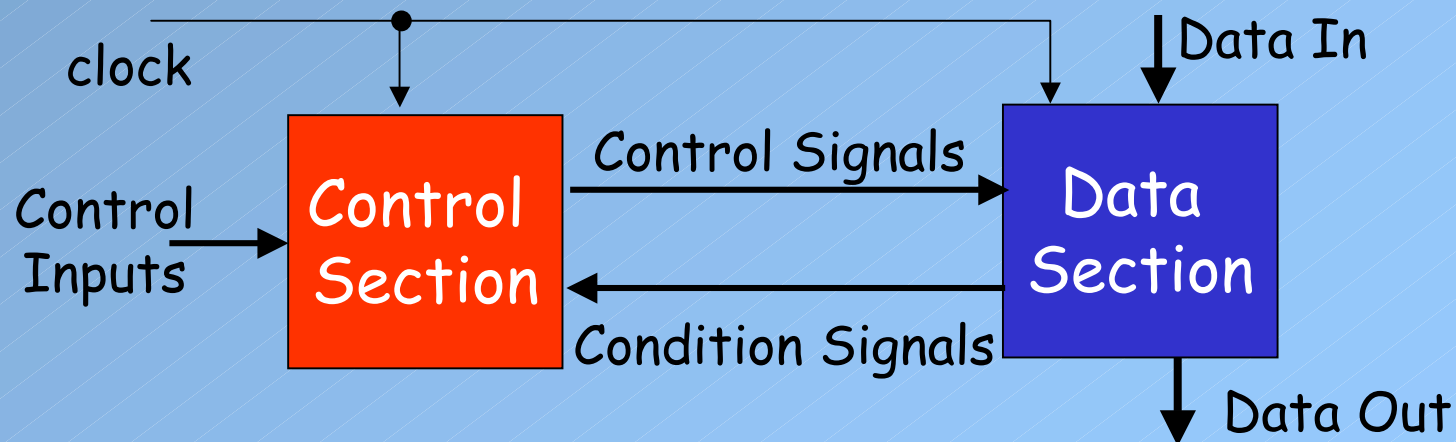 clock
Data In
Control Signals
Control
Inputs
Control
Section
Data
Section
Condition Signals
Data Out